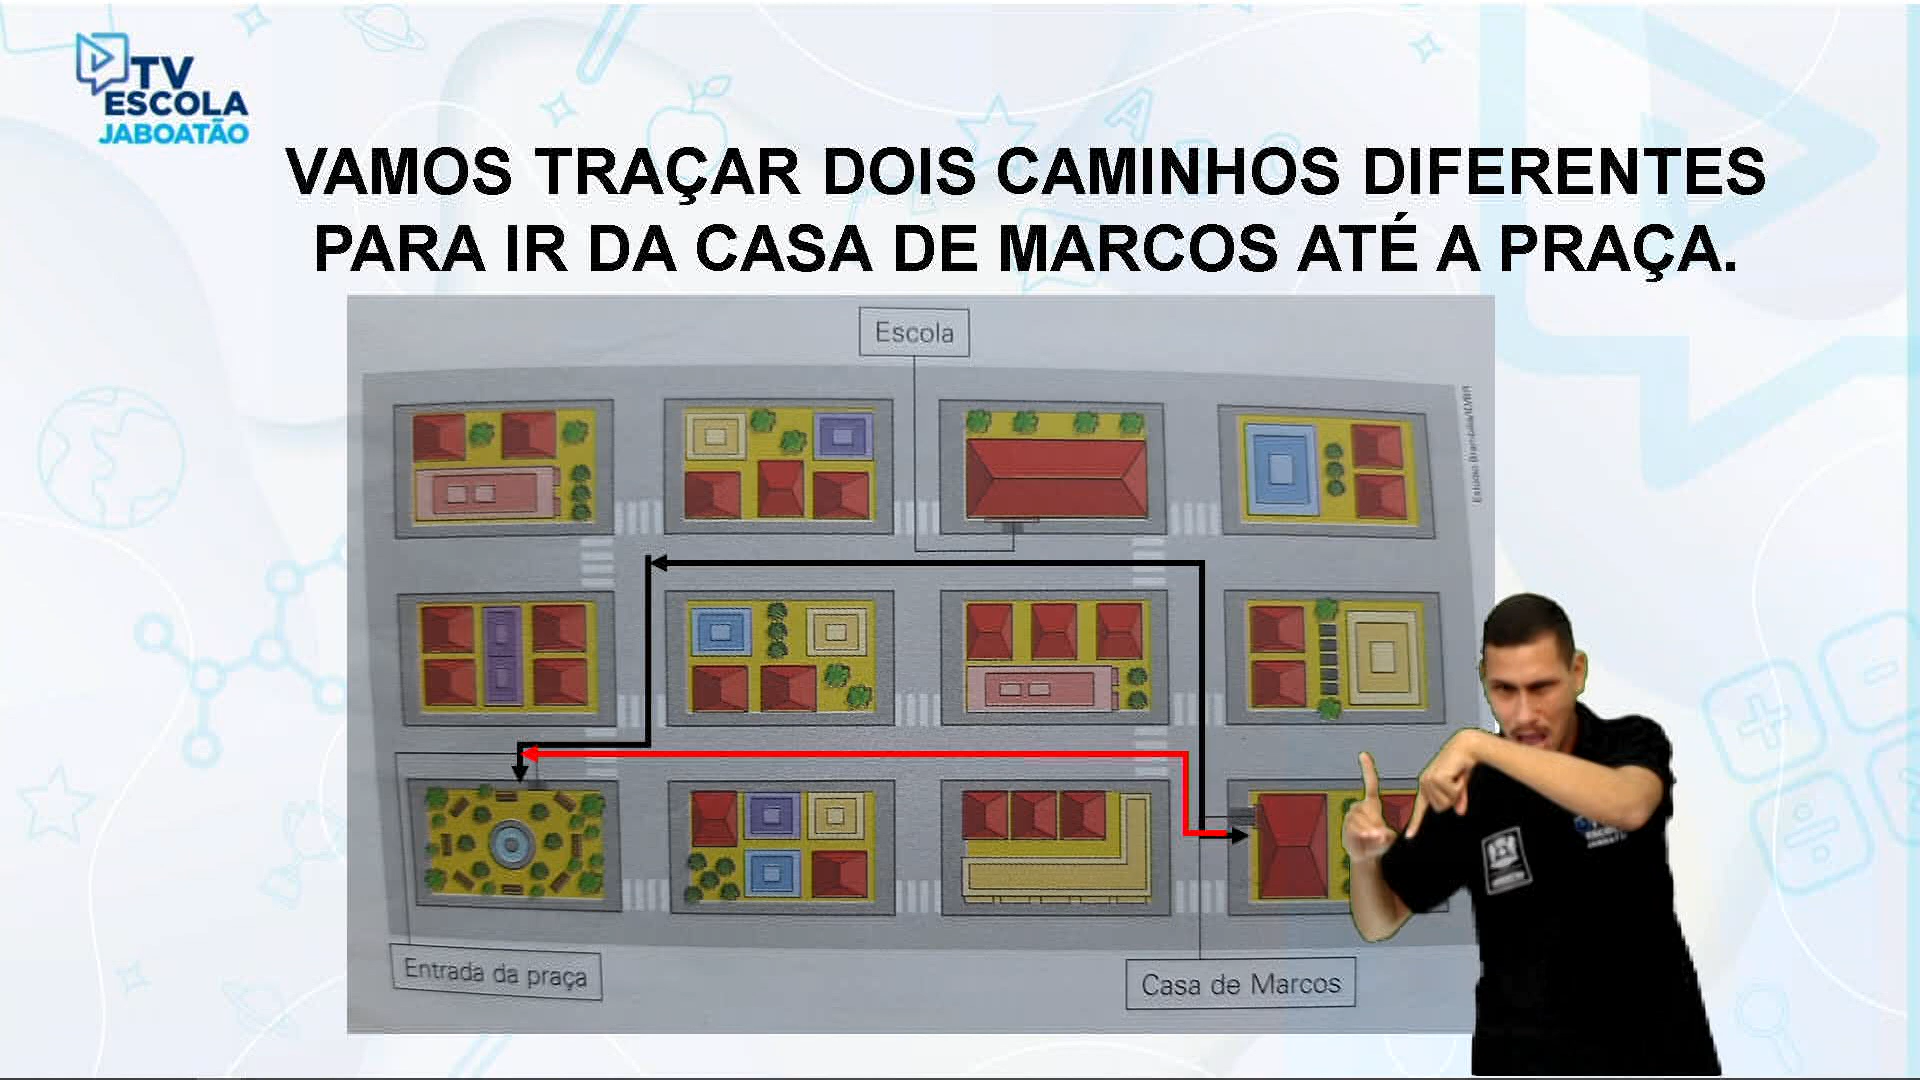 TV
ESCOLA
JABOATÃO
VAMOS TRAÇAR DOIS CAMINHOS DIFERENTES
PARA IR DA CASA DE MARCOS ATÉ A PRAÇA.
Escola
Entrada da praça
Casa de Marcos